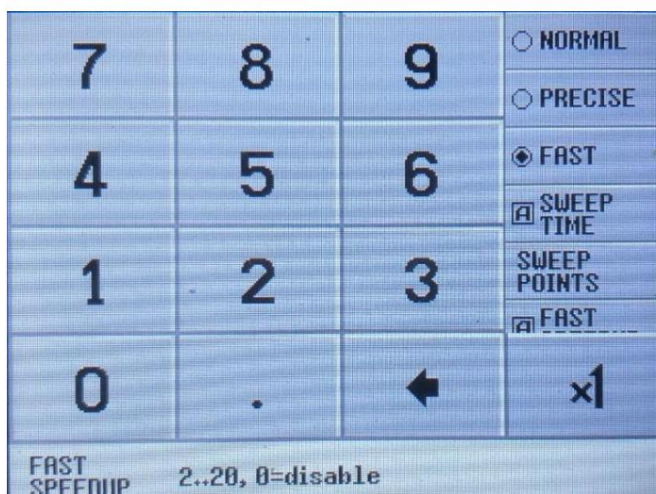 7 8 9 NORMAL
PRECISE
4 5 6 FAST
A SWEEP
TIME
1 2 3 SWEEP
POINTS
A FAST
0 . ×1
FAST
SPEEDUP 2..20, 0=disable